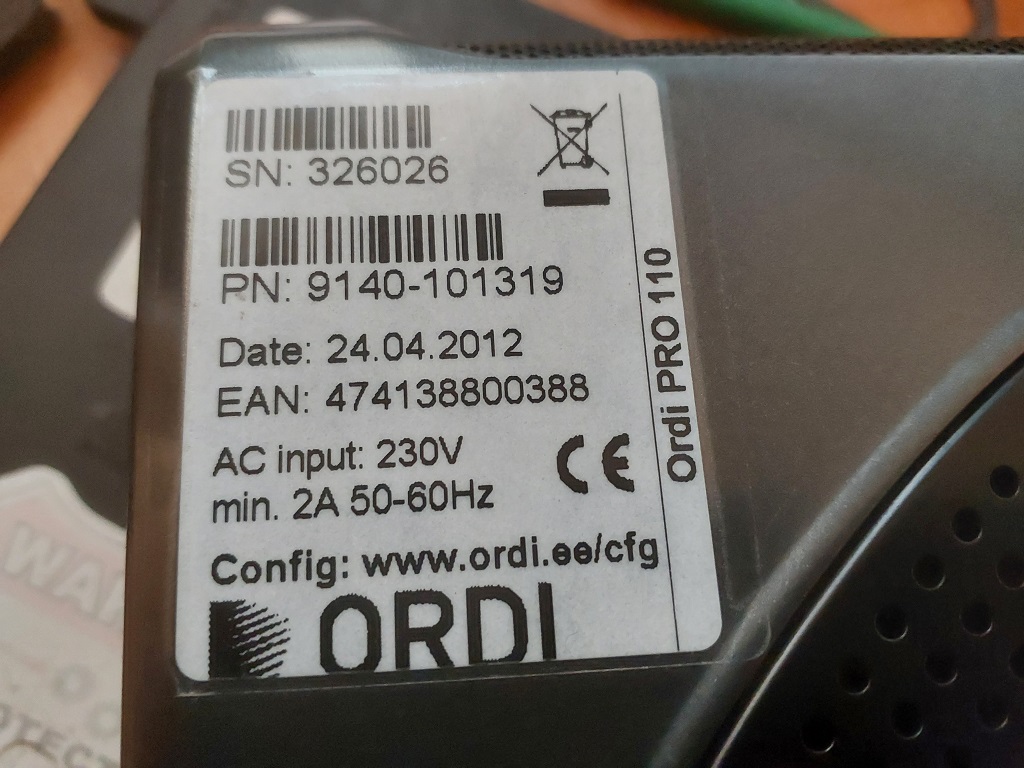 SN: 326026
PN: 9140-101319
Date: 24.04.2012
EAN: 474138800388
AC input: 230V
min. 2A 50-60Hz
CE
Config: www.ordi.ee/cfg
ORDI
Ordi PRO 110